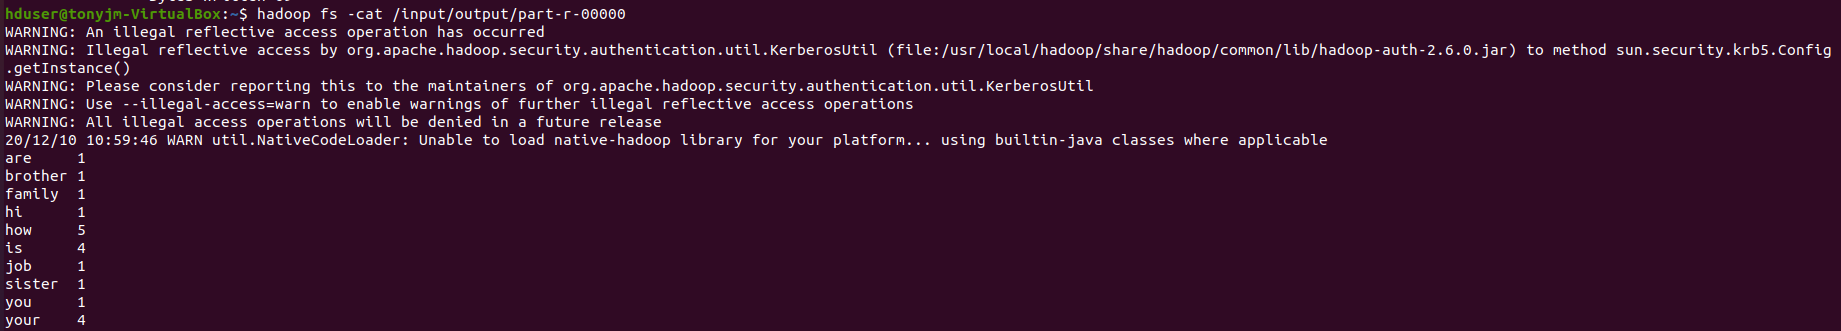 hduser@tonyjm-VirtualBox:~$ hadoop fs -cat /input/output/part-r-00000
WARNING: An illegal reflective access operation has occurred
WARNING: Illegal reflective access by org.apache.hadoop.security.authentication.util.KerberosUtil (file:/usr/local/hadoop/share/hadoop/common/lib/hadoop-auth-2.6.0.jar) to method sun.security.krb5.Config
.getInstance()
WARNING: Please consider reporting this to the maintainers of org.apache.hadoop.security.authentication.util.KerberosUtil
WARNING: Use --illegal-access=warn to enable warnings of further illegal reflective access operations
WARNING: All illegal access operations will be denied in a future release
20/12/10 10:59:46 WARN util.NativeCodeLoader: Unable to load native-hadoop library for your platform... using builtin-java classes where applicable
are 1
brother 1
family 1
hi 1
how 5
is 4
job 1
sister 1
you 1
your 4